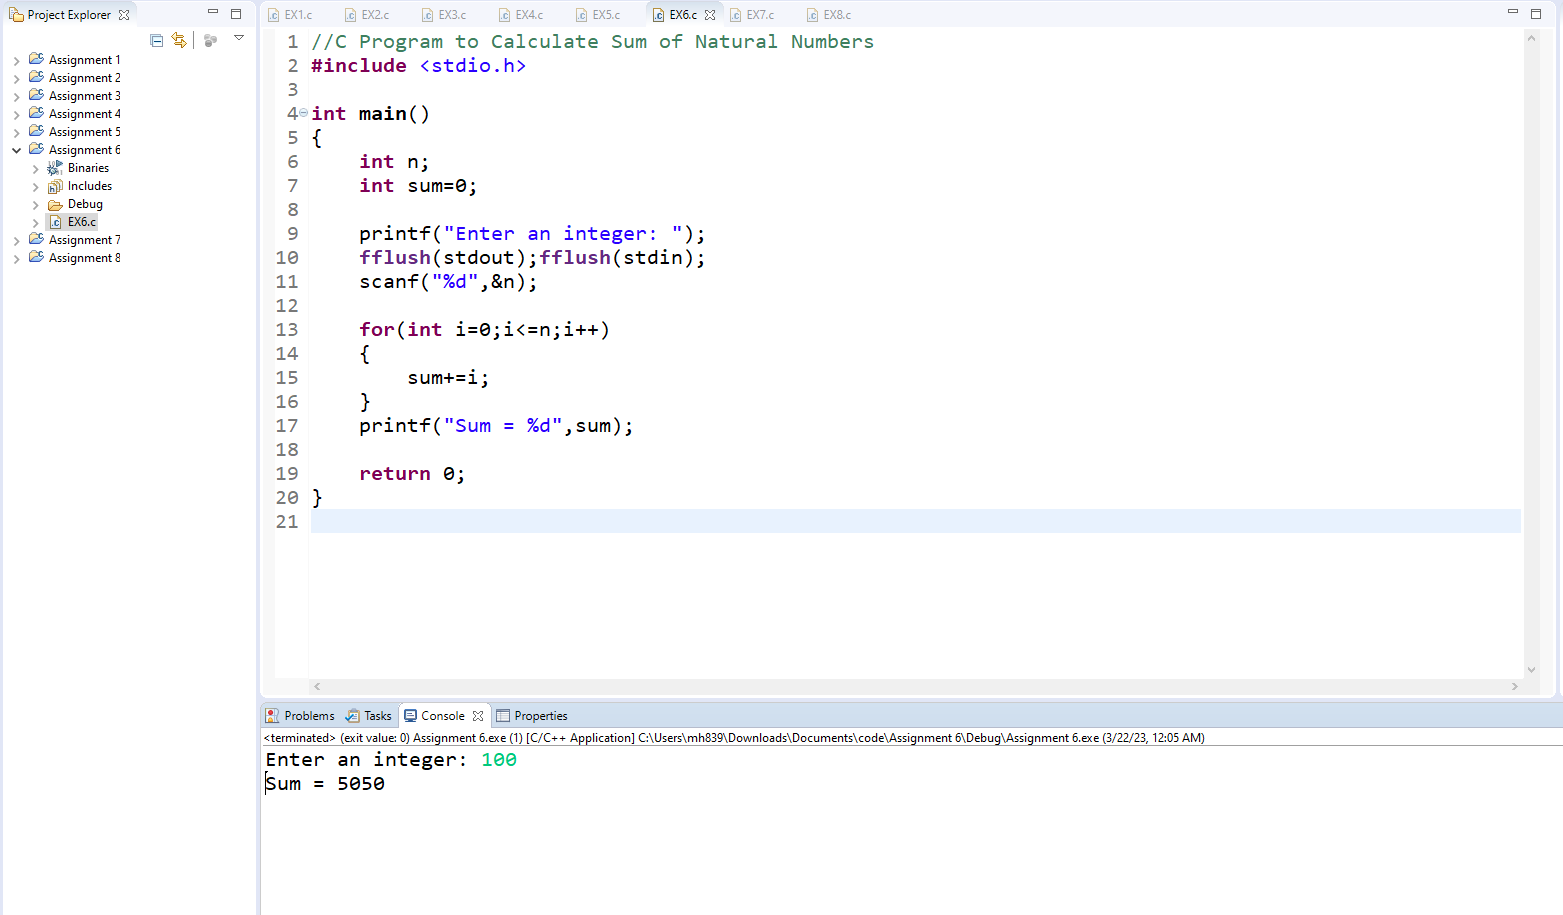 Project Explorer
Assignment 1
Assignment 2
Assignment 3
Assignment 4
Assignment 5
Assignment 6
Binaries
Includes
Debug
EX6.c
Assignment 7
Assignment 8
EX1.c EX2.c EX3.c EX4.c EX5.c EX6.c EX7.c EX8.c
1 //C Program to Calculate Sum of Natural Numbers
2 #include <stdio.h>
3
4 int main()
5 {
6     int n;
7     int sum=0;
8
9     printf("Enter an integer: ");
10     fflush(stdout);fflush(stdin);
11     scanf("%d",&n);
12
13     for(int i=0;i<=n;i++)
14     {
15         sum+=i;
16     }
17     printf("Sum = %d",sum);
18
19     return 0;
20 }
21
Problems Tasks Console Properties
<terminated> (exit value: 0) Assignment 6.exe (1) [C/C++ Application] C:\Users\mh839\Downloads\Documents\code\Assignment 6\Debug\Assignment 6.exe (3/22/23, 12:05 AM)
Enter an integer: 100
Sum = 5050